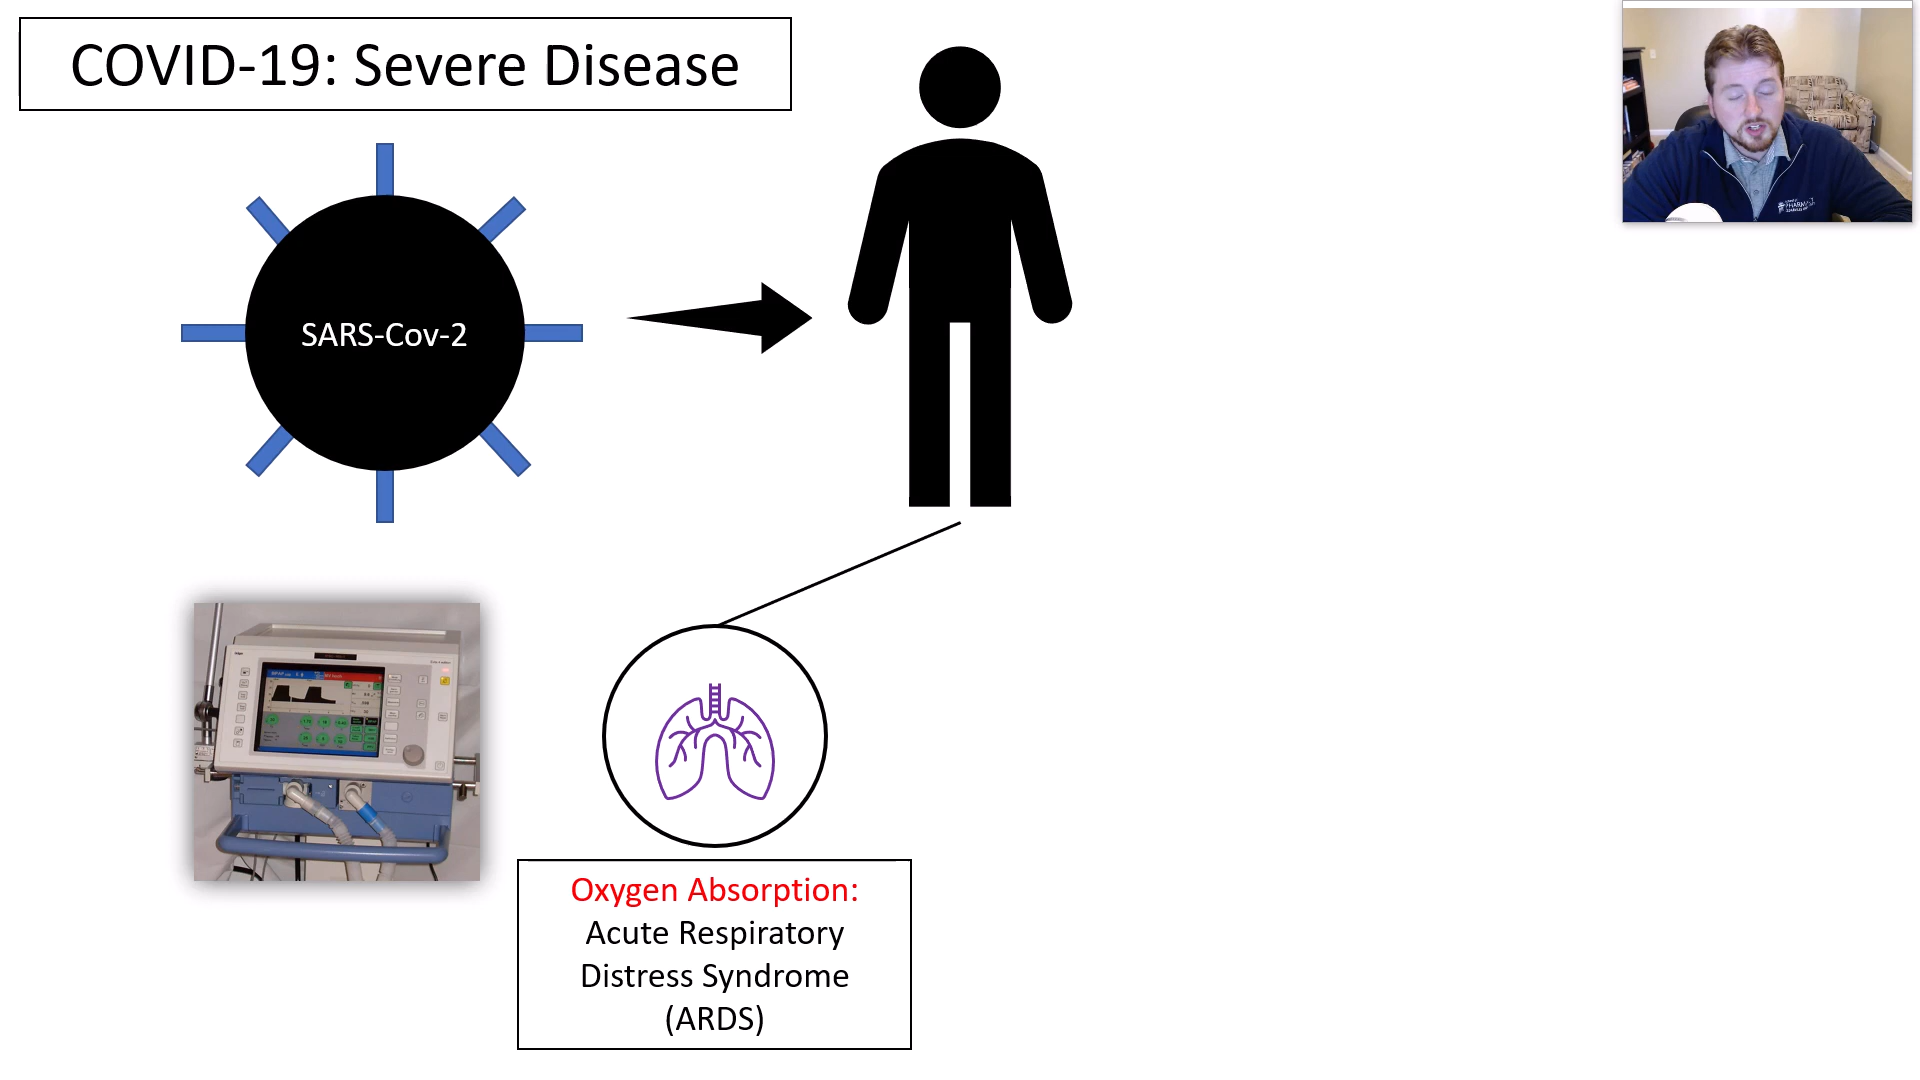 COVID-19: Severe Disease
SARS-Cov-2
Oxygen Absorption:
Acute Respiratory
Distress Syndrome
(ARDS)